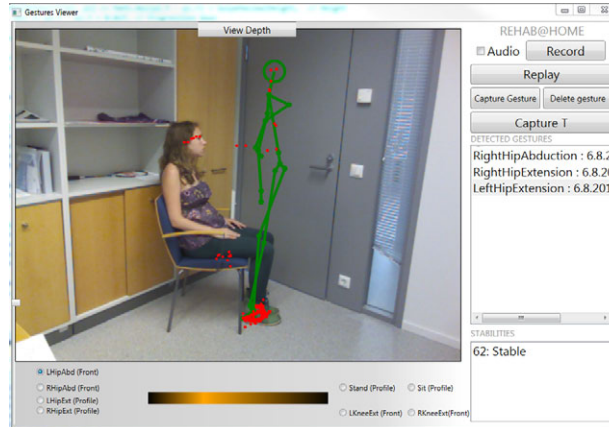 Gestures Viewer
View Depth
REHAB@HOME
Audio
Record
Replay
Capture Gesture
Delete gesture
Capture T
DETECTED GESTURES
RightHipAbduction : 6.8.2
RightHipExtension : 6.8.20
LeftHipExtension : 6.8.201
STABILITIES
62: Stable
LHipAbd (Front)
RHipAbd (Front)
LHipExt (Profile)
RHipExt (Profile)
Stand (Profile)
Sit (Profile)
LKneeExt (Front)
RKneeExt(Front)